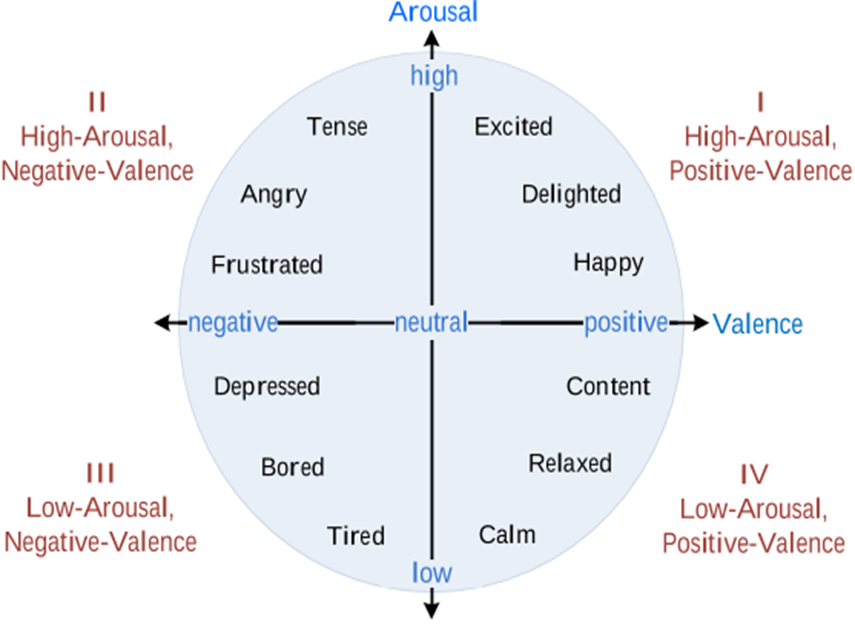 Arousal
high
II
High-Arousal,
Negative-Valence
I
High-Arousal,
Positive-Valence
Tense
Excited
Angry
Delighted
Frustrated
Happy
negative
neutral
positive
Valence
Depressed
Content
Bored
Relaxed
III
Low-Arousal,
Negative-Valence
IV
Low-Arousal,
Positive-Valence
Tired
Calm
low